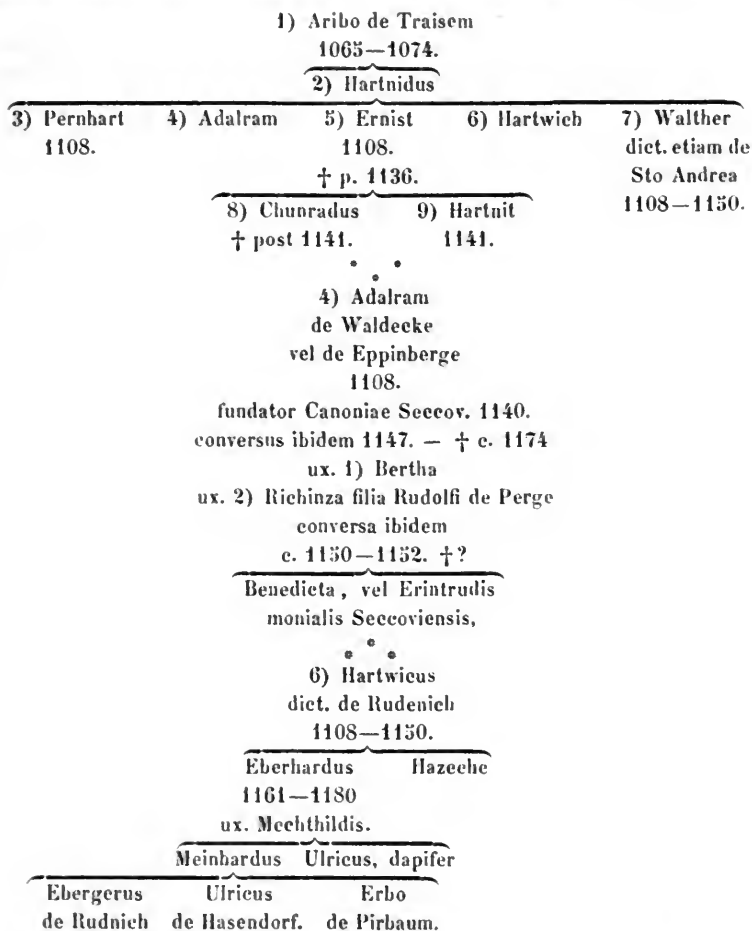 1) Aribo de Traisem
1065—1074.
2) Hartnidus
3) Pernhart 4) Adalram 5) Ernist 6) Hartwich 7) Walther
1108. 1108. dict. etiam de
† p. 1136. Sto Andrea
8) Chunradus 9) Hartnit 1108—1150.
† post 1141. 1141.
4) Adalram
de Waldecke
vel de Eppinberge
1108.
fundator Canoniae Seccov. 1140.
conversus ibidem 1147. — † c. 1174
ux. 1) Bertha
ux. 2) Richinza filia Rudolfi de Perge
conversa ibidem
c. 1150—1152. †?
Benedicta, vel Erintrudis
monialis Seccoviensis,
6) Hartwicus
dict. de Rudenich
1108—1150.
Eberhardus Hazeche
1161—1180
ux. Mechthildis.
Meinhardus Ulricus, dapifer
Ebergerus Ulricus Erbo
de Rudnich de Hasendorf. de Pirbaum.